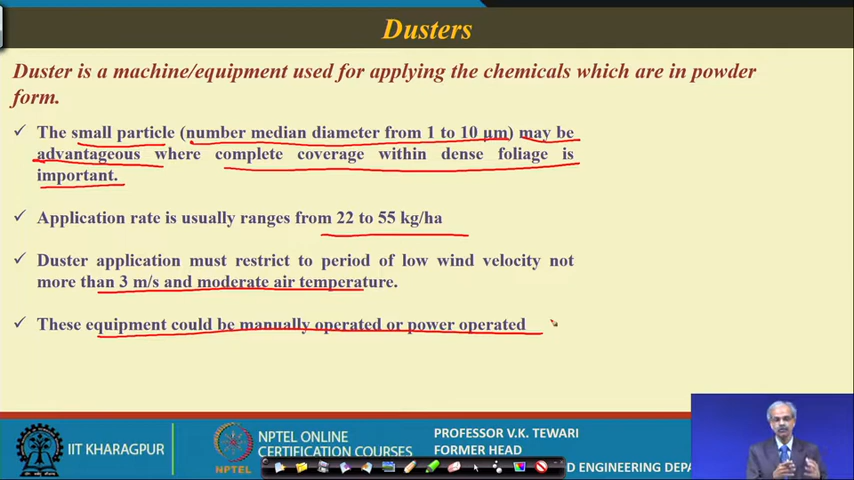 Dusters
Duster is a machine/equipment used for applying the chemicals which are in powder
form.
✓ The small particle (number median diameter from 1 to 10 μm) may be
advantageous where complete coverage within dense foliage is
important.
✓ Application rate is usually ranges from 22 to 55 kg/ha
✓ Duster application must restrict to period of low wind velocity not
more than 3 m/s and moderate air temperature.
✓ These equipment could be manually operated or power operated
IIT KHARAGPUR
NPTEL
NPTEL ONLINE
CERTIFICATION COURSES
PROFESSOR V.K. TEWARI
FORMER HEAD
D ENGINEERING DEPA